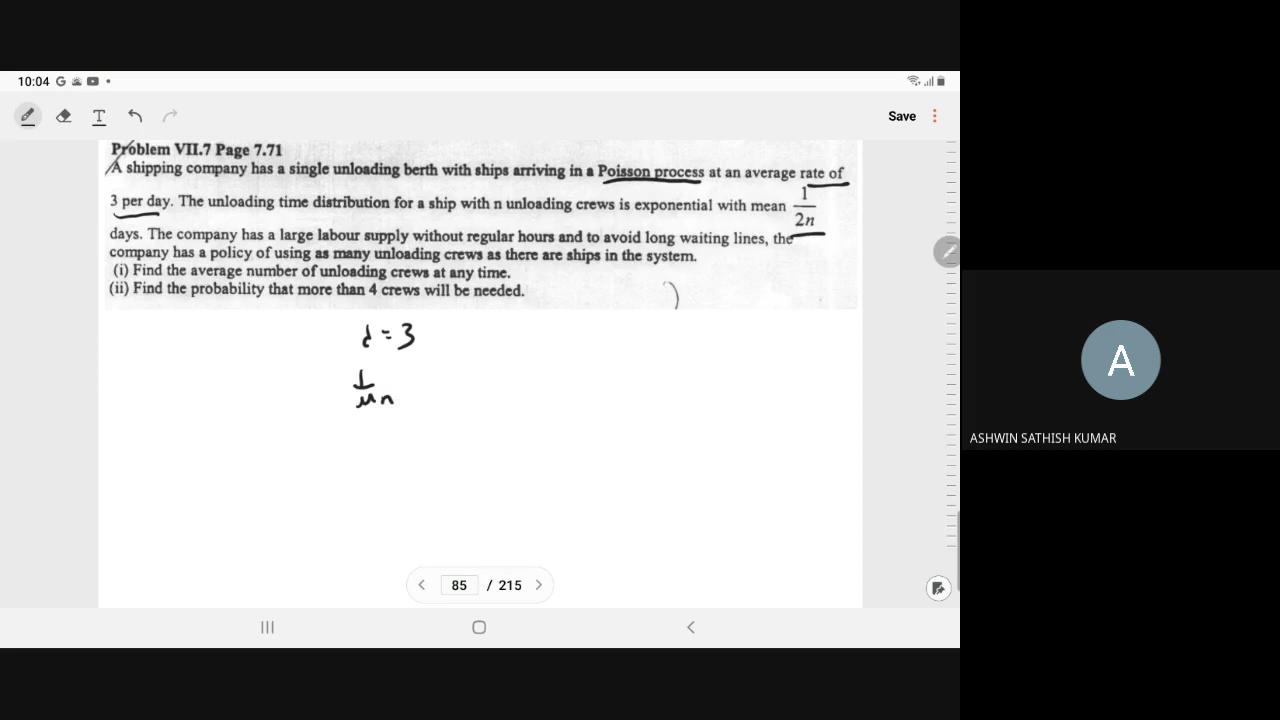 10:04 G
T
Save
Problem VII.7 Page 7.71
A shipping company has a single unloading berth with ships arriving in a Poisson process at an average rate of
3 per day. The unloading time distribution for a ship with n unloading crews is exponential with mean 1/2n
days. The company has a large labour supply without regular hours and to avoid long waiting lines, the
company has a policy of using as many unloading crews as there are ships in the system.
(i) Find the average number of unloading crews at any time.
(ii) Find the probability that more than 4 crews will be needed.
λ = 3
1/μn
A
ASHWIN SATHISH KUMAR
85 / 215